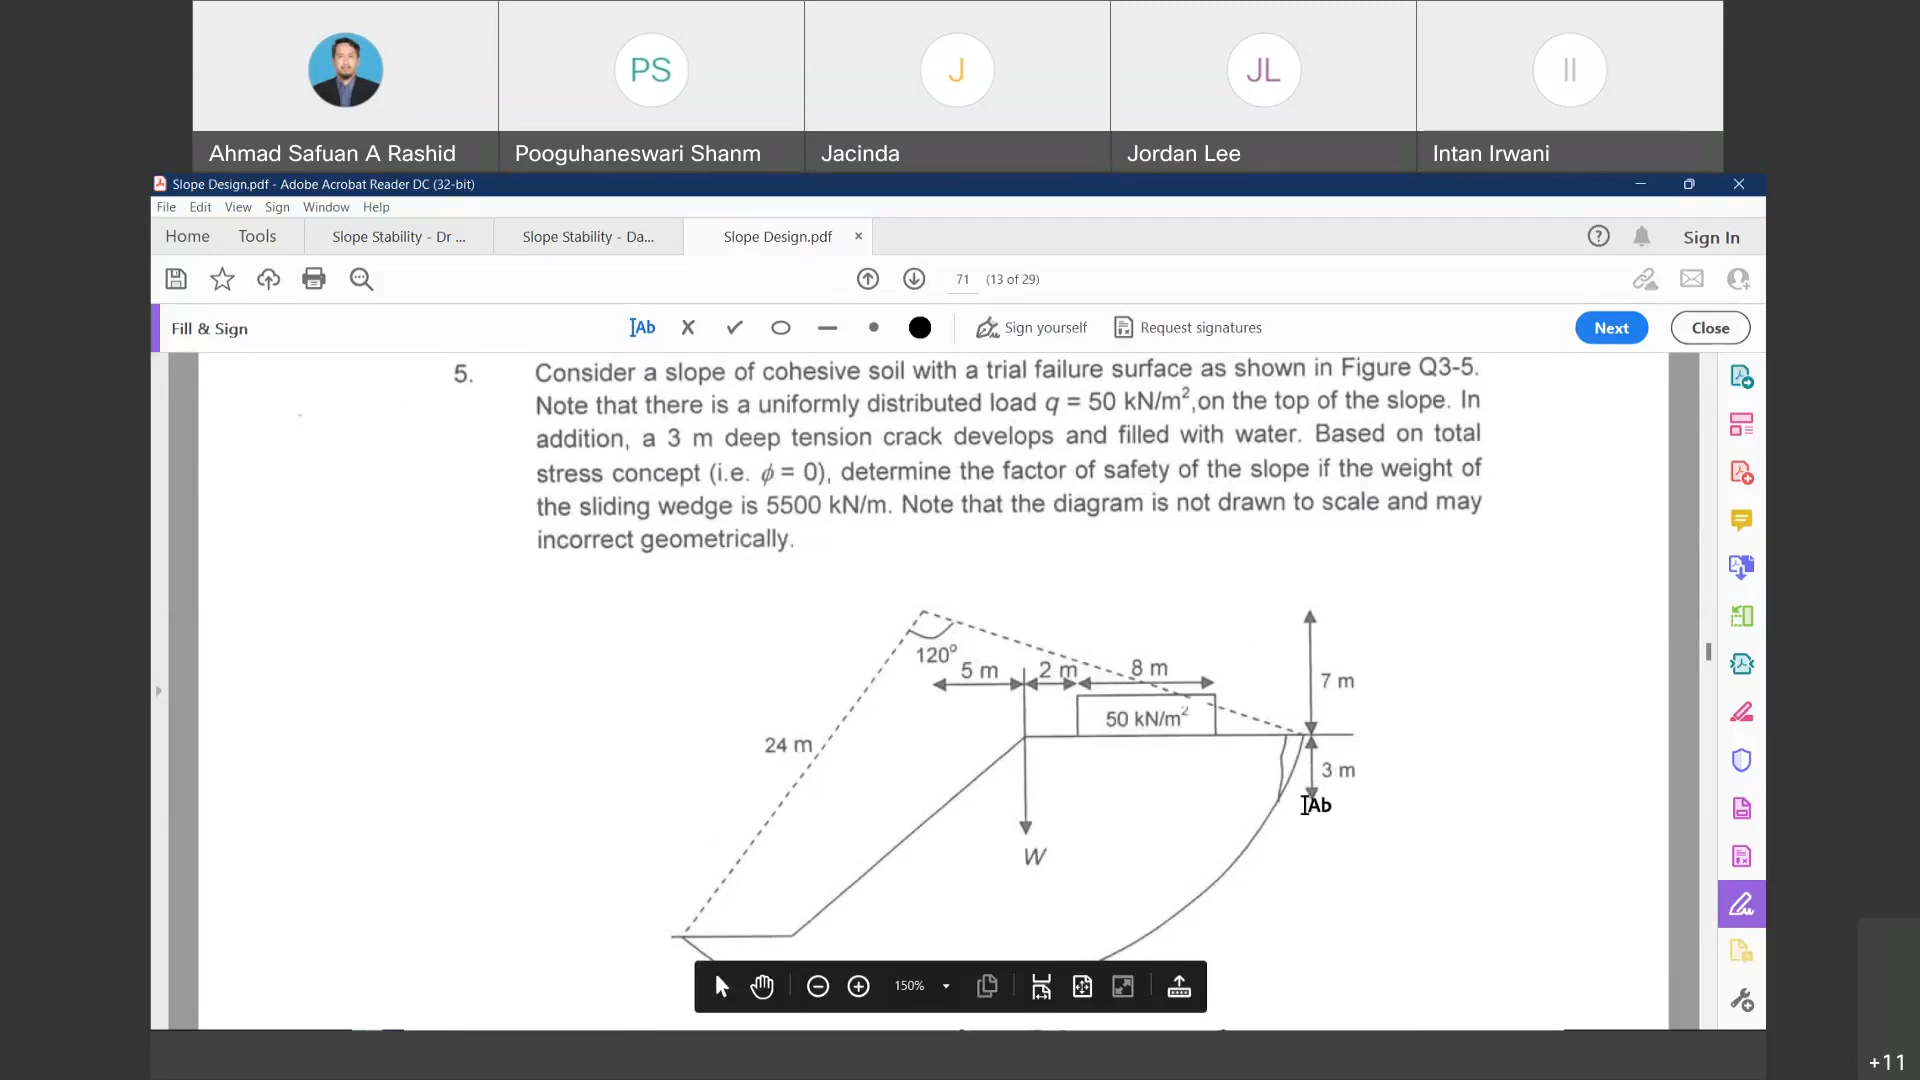 PS
J
JL
II
Ahmad Safuan A Rashid
Pooguhaneswari Shanm
Jacinda
Jordan Lee
Intan Irwani
Slope Design.pdf - Adobe Acrobat Reader DC (32-bit)
File Edit View Sign Window Help
Home Tools Slope Stability - Dr ... Slope Stability - Da... Slope Design.pdf × Sign In
71 (13 of 29)
Fill & Sign Ab Sign yourself Request signatures Next Close
5. Consider a slope of cohesive soil with a trial failure surface as shown in Figure Q3-5.
Note that there is a uniformly distributed load q = 50 kN/m²,on the top of the slope. In
addition, a 3 m deep tension crack develops and filled with water. Based on total
stress concept (i.e. ϕ = 0), determine the factor of safety of the slope if the weight of
the sliding wedge is 5500 kN/m. Note that the diagram is not drawn to scale and may
incorrect geometrically.
120°
5 m 2 m 8 m
7 m
50 kN/m²
24 m
3 m
Ab
W
150%
+11